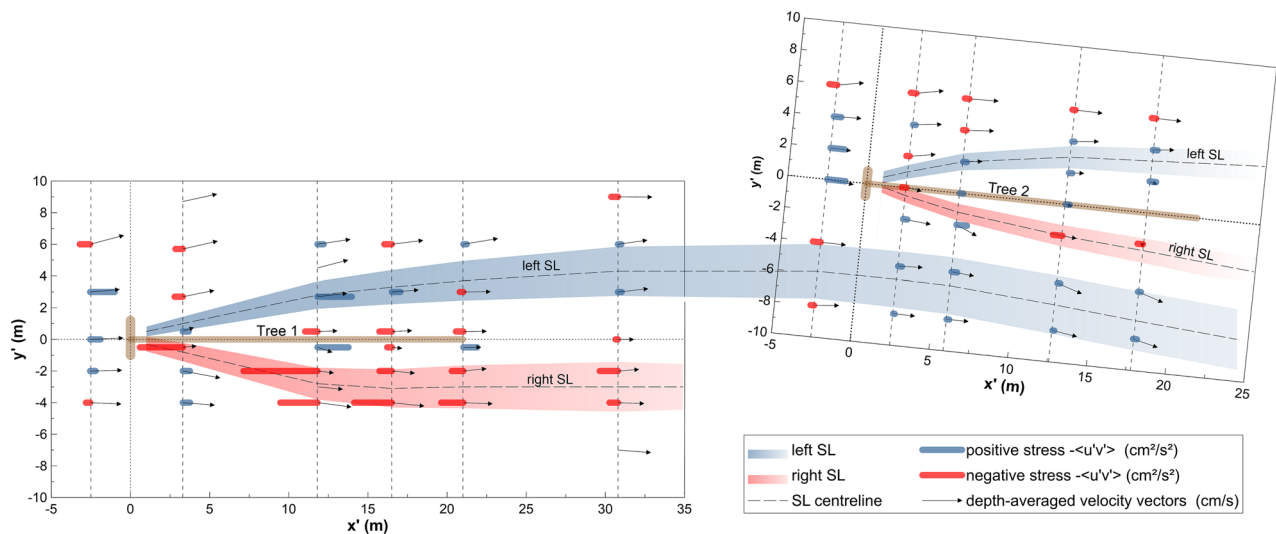 10
8
6
4
2
0
-2
-4
-6
-8
-10
y' (m)
-5
0
5
10
15
20
25
30
35
x' (m)
left SL
Tree 1
right SL
10
8
6
4
2
0
-2
-4
-6
-8
-10
y' (m)
-5
0
5
10
15
20
25
x' (m)
left SL
Tree 2
right SL
left SL
right SL
SL centreline
positive stress -<u'v'> (cm²/s²)
negative stress -<u'v'> (cm²/s²)
depth-averaged velocity vectors (cm/s)